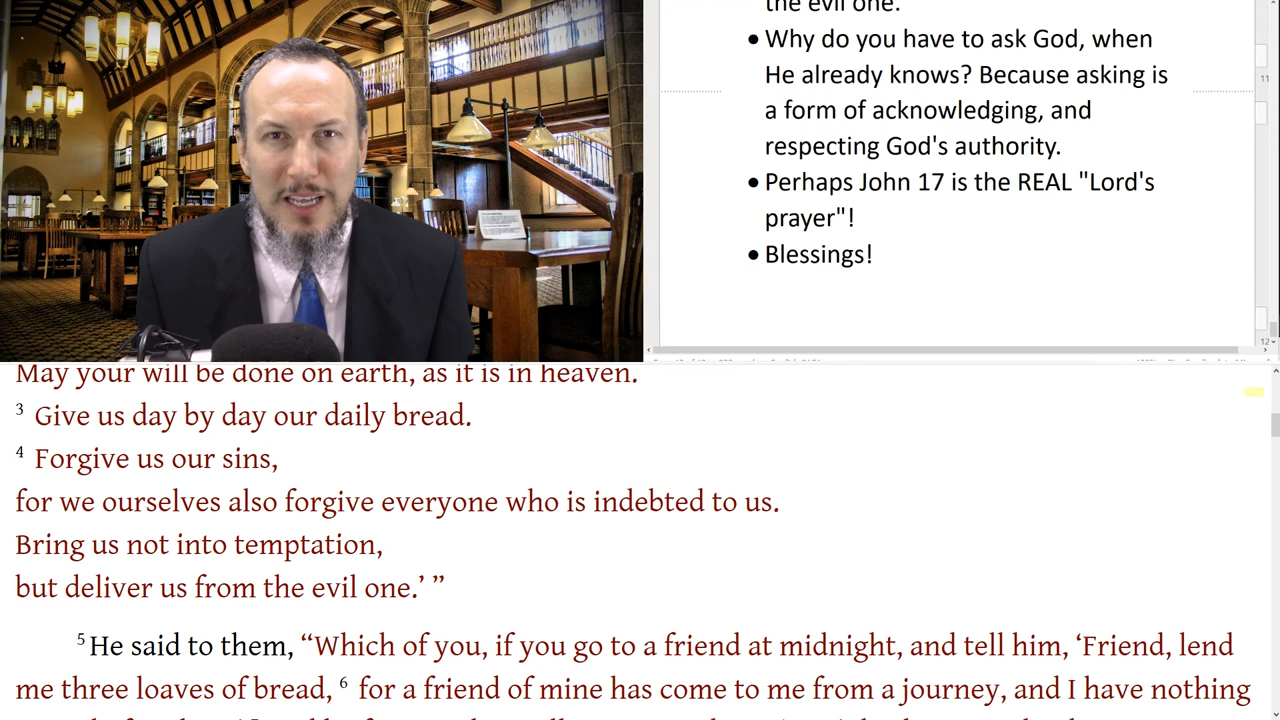 the evil one.
• Why do you have to ask God, when
He already knows? Because asking is
a form of acknowledging, and
respecting God's authority.
• Perhaps John 17 is the REAL "Lord's
prayer"!
• Blessings!
11
12
May your will be done on earth, as it is in heaven.
3 Give us day by day our daily bread.
4 Forgive us our sins,
for we ourselves also forgive everyone who is indebted to us.
Bring us not into temptation,
but deliver us from the evil one.’ ”
5 He said to them, “Which of you, if you go to a friend at midnight, and tell him, ‘Friend, lend
me three loaves of bread, 6 for a friend of mine has come to me from a journey, and I have nothing